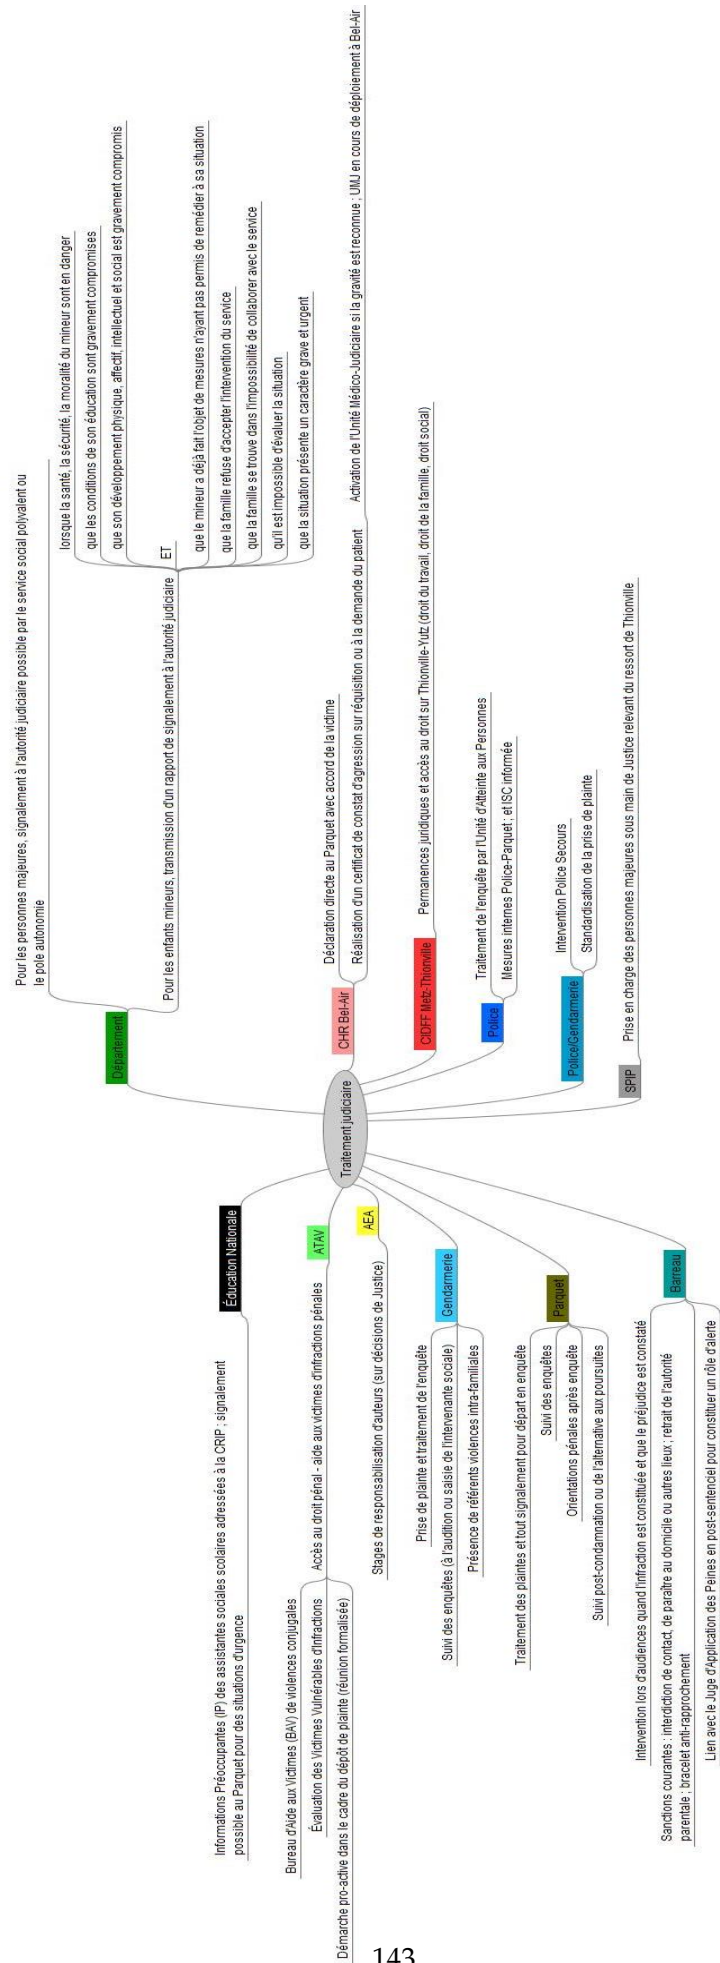 Traitement judiciaire
Département
Pour les personnes majeures, signalement à l'autorité judiciaire possible par le service social polyvalent ou
le pole autonomie
Pour les enfants mineurs, transmission d'un rapport de signalement à l'autorité judiciaire
lorsque la santé, la sécurité, la moralité du mineur sont en danger
que les conditions de son éducation sont gravement compromises
que son développement physique, affectif, intellectuel et social est gravement compromis
ET
que le mineur a déjà fait l'objet de mesures n'ayant pas permis de remédier à sa situation
que la famille refuse d'accepter l'intervention du service
que la famille se trouve dans l'impossibilité de collaborer avec le service
qu'il est impossible d'évaluer la situation
que la situation présente un caractère grave et urgent
CHR Bel-Air
Déclaration directe au Parquet avec accord de la victime
Réalisation d'un certificat de constat d'agression sur réquisition ou à la demande du patient
Activation de l'Unité Médico-Judiciaire si la gravité est reconnue ; UMJ en cours de déploiement à Bel-Air
CIDFF Metz-Thionville
Permanences juridiques et accès au droit sur Thionville-Yutz (droit du travail, droit de la famille, droit social)
Police
Traitement de l'enquête par l'Unité d'Atteinte aux Personnes
Mesures internes Police-Parquet ; et ISC informée
Police/Gendarmerie
Intervention Police Secours
Standardisation de la prise de plainte
SPIP
Prise en charge des personnes majeures sous main de Justice relevant du ressort de Thionville
Éducation Nationale
Informations Préoccupantes (IP) des assistantes sociales scolaires adressées à la CRIP ; signalement
possible au Parquet pour des situations d'urgence
ATAV
Accès au droit pénal - aide aux victimes d'infractions pénales
Bureau d'Aide aux Victimes (BAV) de violences conjugales
Évaluation des Victimes Vulnérables d'Infractions
Démarche pro-active dans le cadre du dépôt de plainte (réunion formalisée)
AEA
Stages de responsabilisation d'auteurs (sur décisions de Justice)
Gendarmerie
Prise de plainte et traitement de l'enquête
Suivi des enquêtes (à l'audition ou saisie de l'intervenante sociale)
Présence de référents violences intra-familiales
Parquet
Traitement des plaintes et tout signalement pour départ en enquête
Suivi des enquêtes
Orientations pénales après enquête
Suivi post-condamnation ou de l'alternative aux poursuites
Barreau
Intervention lors d'audiences quand l'infraction est constituée et que le préjudice est constaté
Sanctions courantes : interdiction de contact, de paraître au domicile ou autres lieux ; retrait de l'autorité
parentale ; bracelet anti-rapprochement
Lien avec le Juge d'Application des Peines en post-sentenciel pour constituer un rôle d'alerte
143